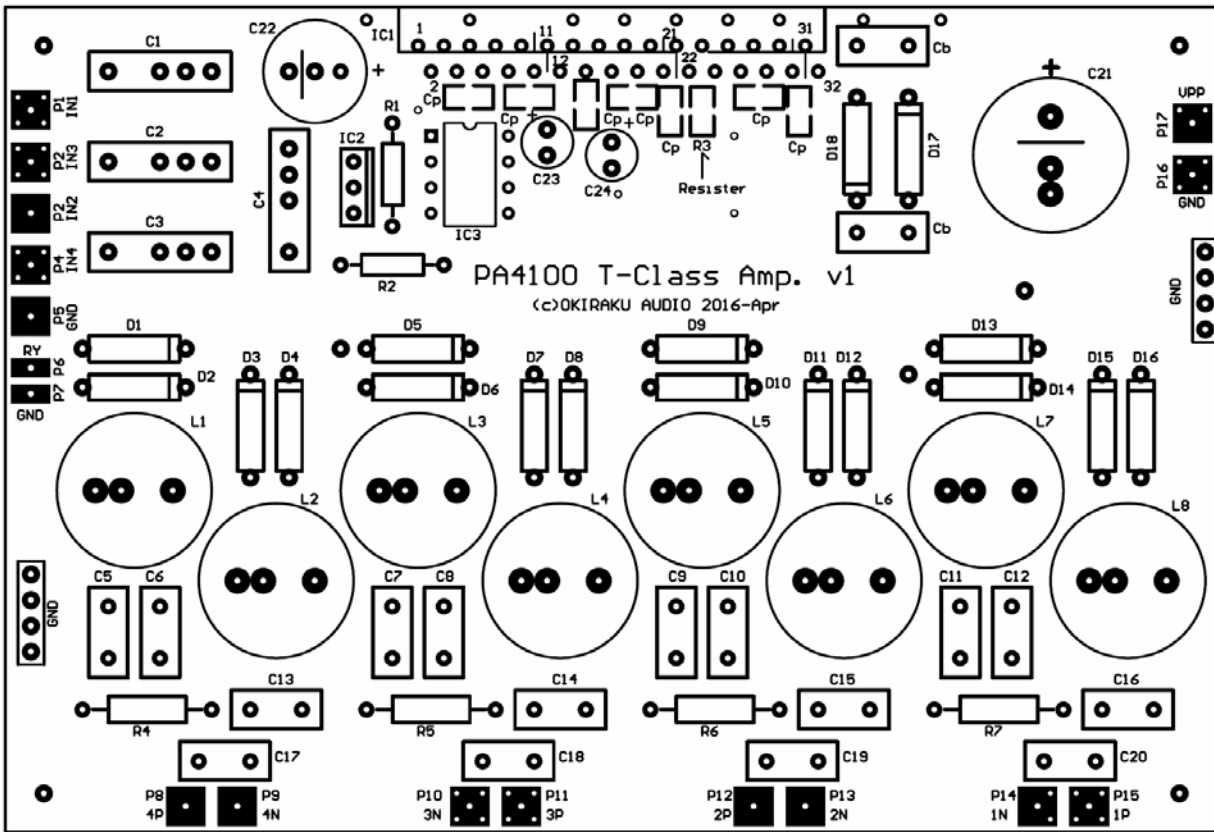 C22
IC1
1
11
21
31
C1
12
22
32
2
Cb
C21
+
+
P1
IN1
Cp
Cp
Cp
Cp
Cp
Cp
Cp
R1
+
+
VPP
P17
C2
IC2
R3
D18
D17
P2
IN3
C23
C24
Resister
P16
GND
C4
P2
IN2
IC3
C3
Cb
P4
IN4
R2
PA4100 T-Class Amp. v1
(c)OKIRAKU AUDIO 2016-Apr
GND
P5
GND
D1
D5
D9
D13
RY
P6
D3
D4
D7
D8
D11
D12
D15
D16
P7
D2
D6
D10
D14
GND
L1
L3
L5
L7
L2
L4
L6
L8
C5
C6
C7
C8
C9
C10
C11
C12
GND
C13
C14
C15
C16
R4
R5
R6
R7
C17
C18
C19
C20
P8
4P
P9
4N
P10
3N
P11
3P
P12
2P
P13
2N
P14
1N
P15
1P